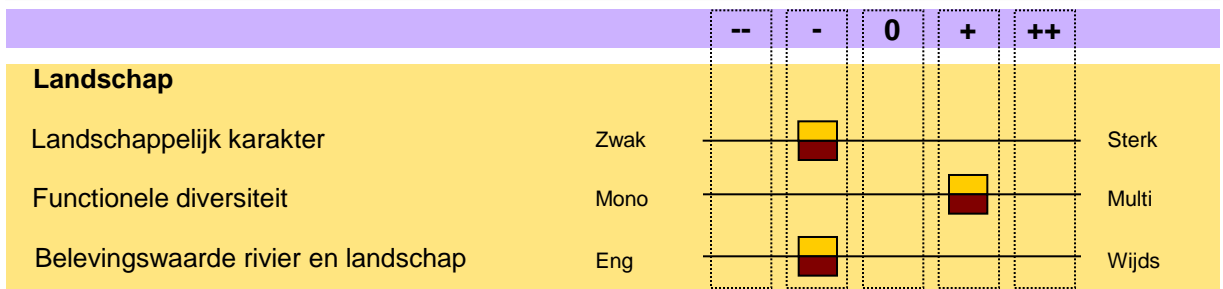 -- - 0 + ++
Landschap
Landschappelijk karakter Zwak Sterk
Functionele diversiteit Mono Multi
Belevingswaarde rivier en landschap Eng Wijds